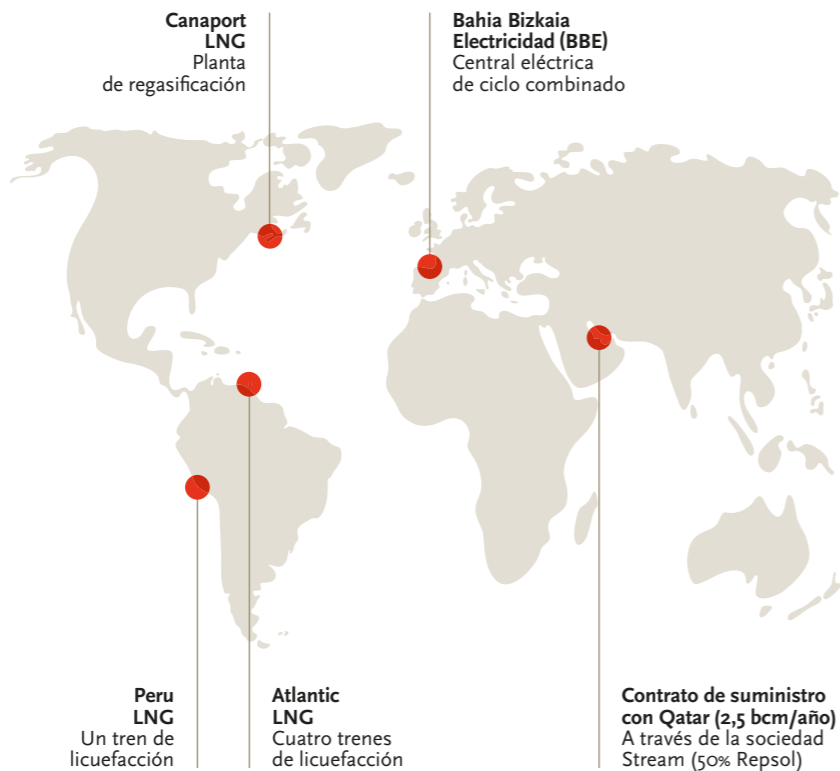 Canaport
LNG
Planta
de regasificación
Bahia Bizkaia
Electricidad (BBE)
Central eléctrica
de ciclo combinado
Peru
LNG
Un tren de
licuefacción
Atlantic
LNG
Cuatro trenes
de licuefacción
Contrato de suministro
con Qatar (2,5 bcm/año)
A través de la sociedad
Stream (50% Repsol)